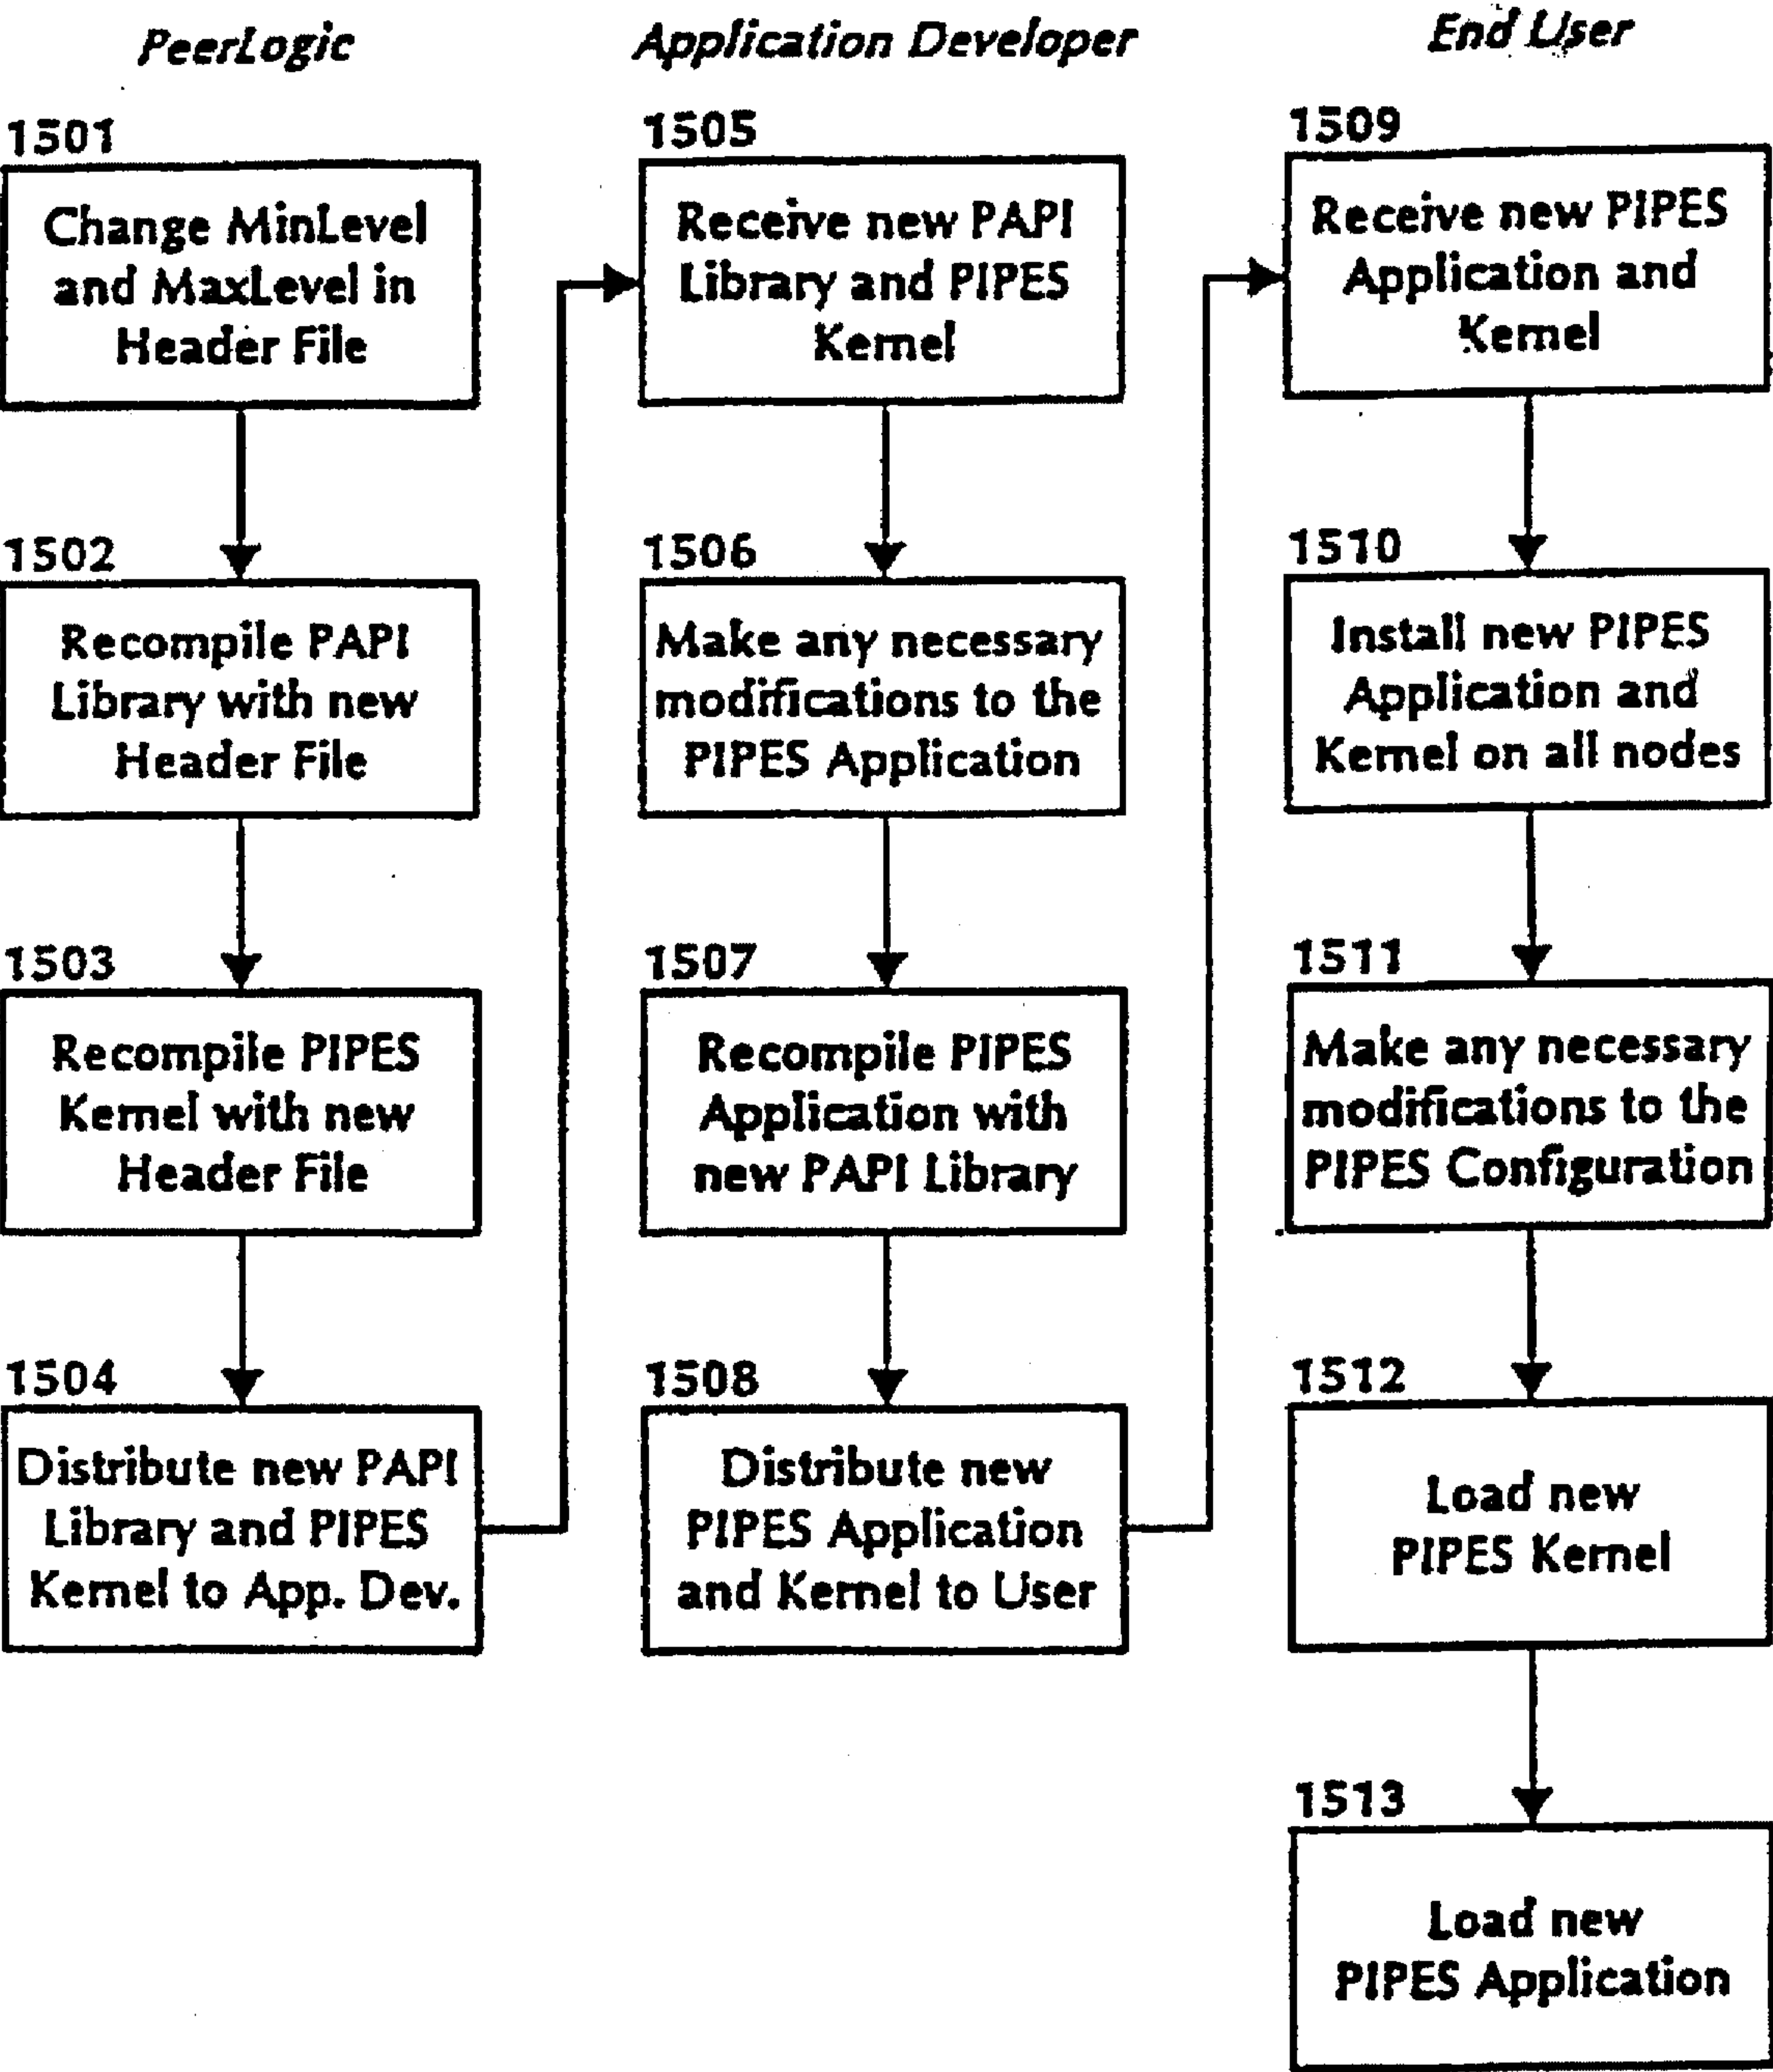 PeerLogic
1501
Change MinLevel
and MaxLevel in
Header File
1502
Recompile PAPI
Library with new
Header File
1503
Recompile PIPES
Kernel with new
Header File
1504
Distribute new PAPI
Library and PIPES
Kernel to App. Dev.
Application Developer
1505
Receive new PAPI
Library and PIPES
Kernel
1506
Make any necessary
modifications to the
PIPES Application
1507
Recompile PIPES
Application with
new PAPI Library
1508
Distribute new
PIPES Application
and Kernel to User
End User
1509
Receive new PIPES
Application and
Kernel
1510
Install new PIPES
Application and
Kernel on all nodes
1511
Make any necessary
modifications to the
PIPES Configuration
1512
Load new
PIPES Kernel
1513
Load new
PIPES Application